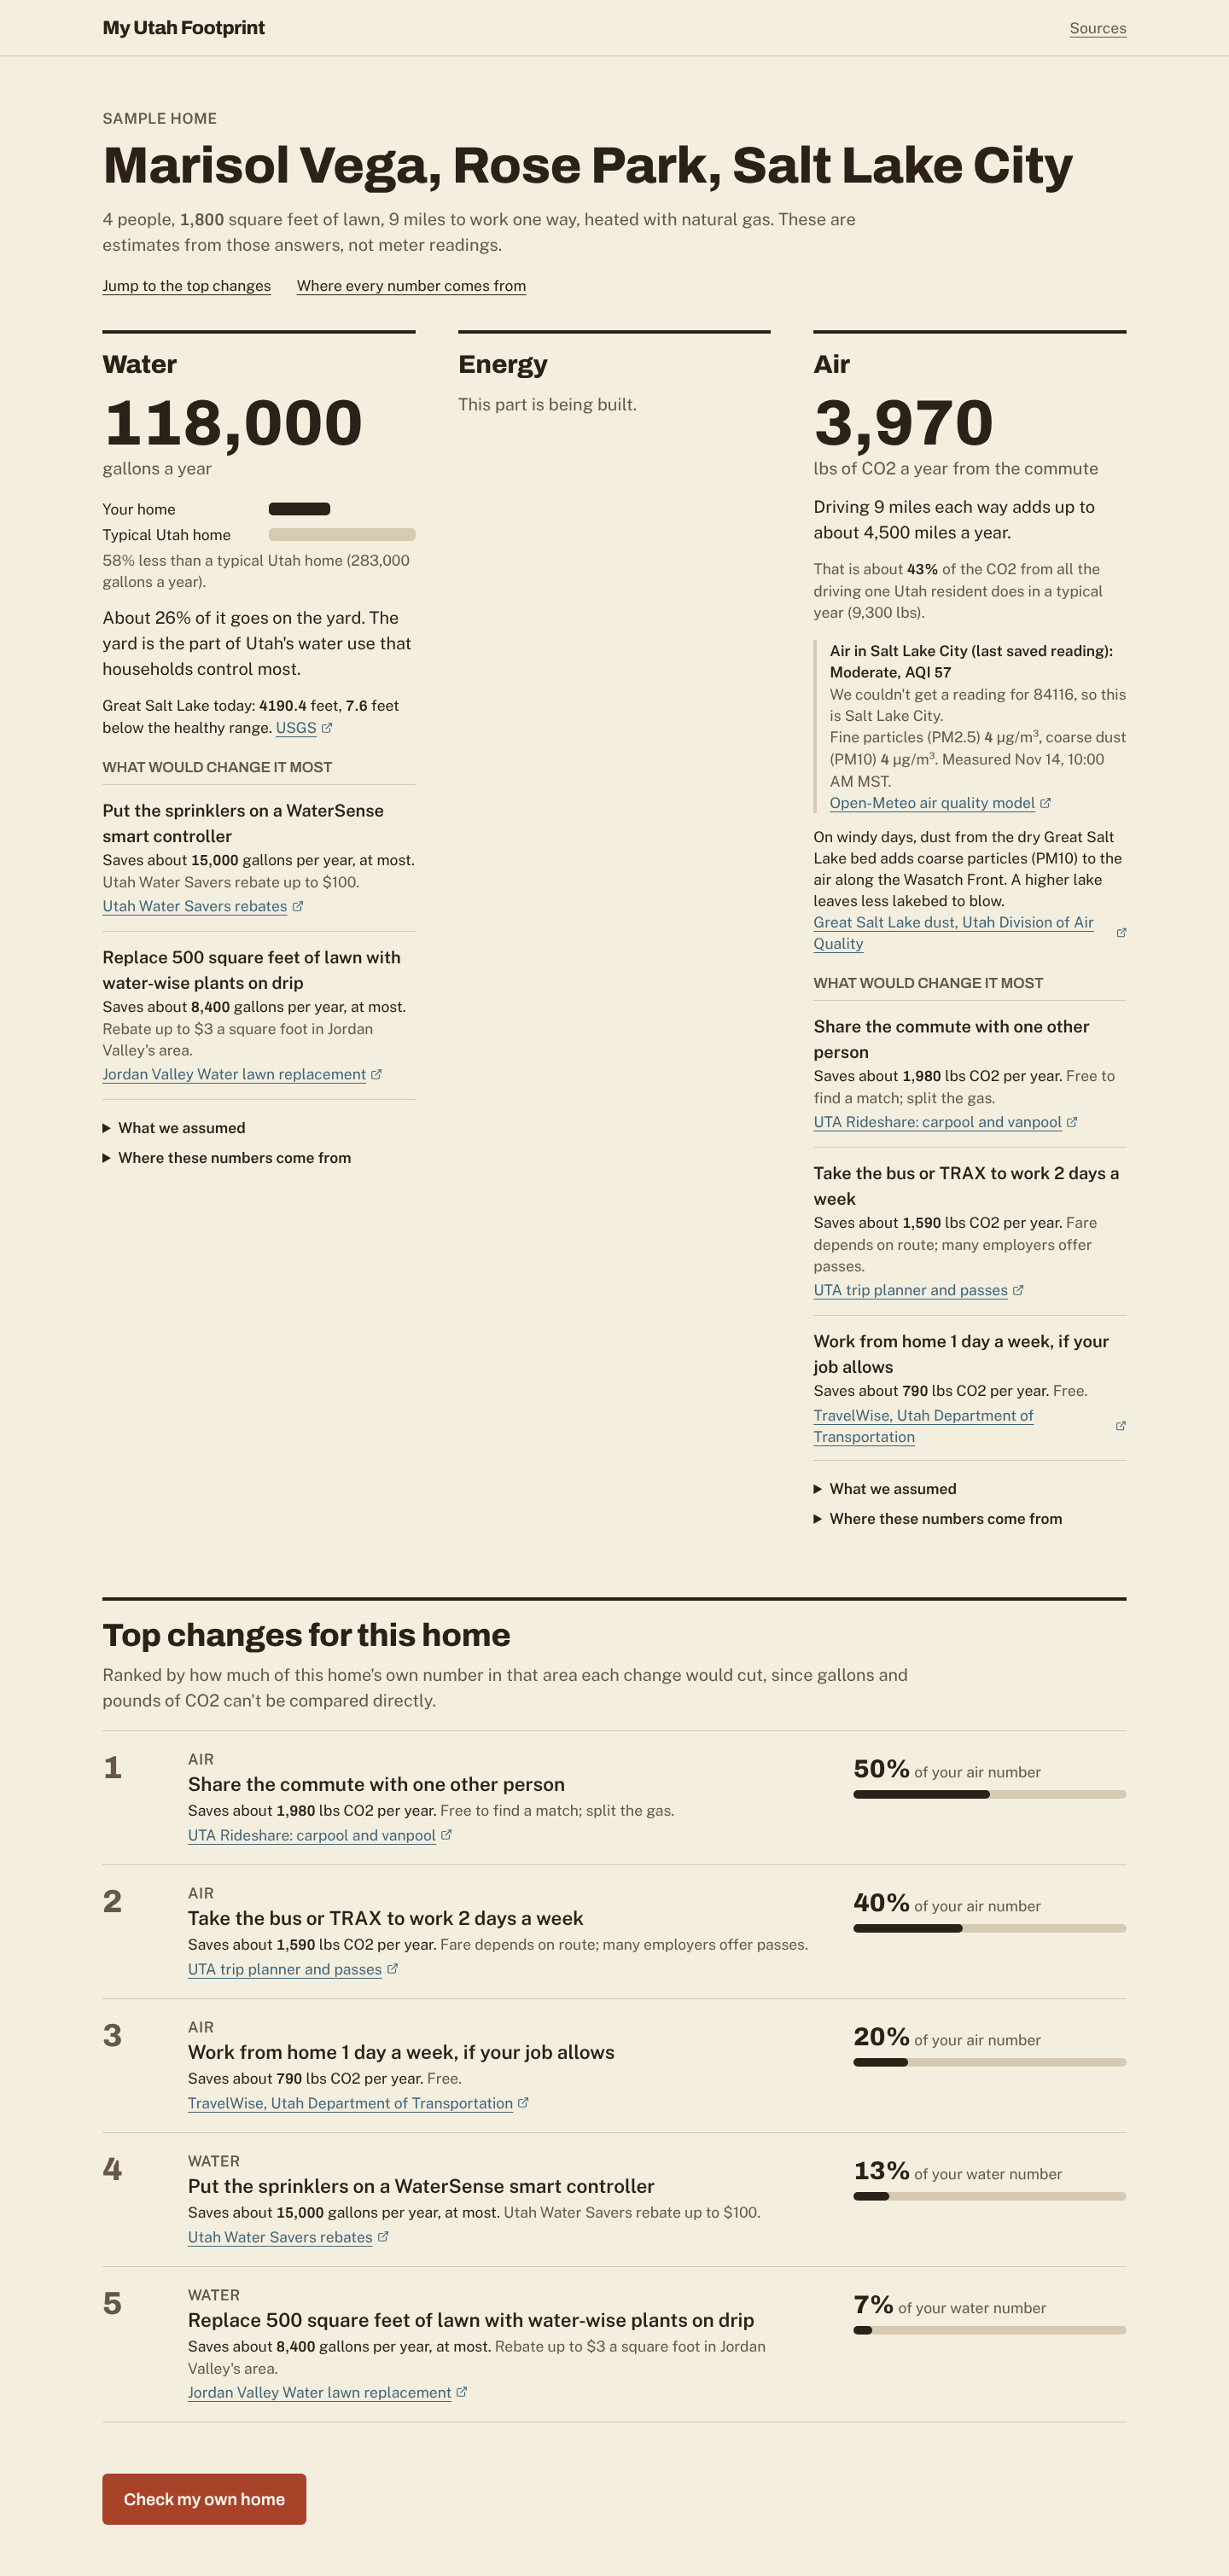 My Utah Footprint
Sources
SAMPLE HOME
Marisol Vega, Rose Park, Salt Lake City
4 people, 1,800 square feet of lawn, 9 miles to work one way, heated with natural gas. These are
estimates from those answers, not meter readings.
Jump to the top changes
Where every number comes from
Water
118,000
gallons a year
Your home
Typical Utah home
58% less than a typical Utah home (283,000
gallons a year).
About 26% of it goes on the yard. The
yard is the part of Utah's water use that
households control most.
Great Salt Lake today: 4190.4 feet, 7.6 feet
below the healthy range. USGS
WHAT WOULD CHANGE IT MOST
Put the sprinklers on a WaterSense
smart controller
Saves about 15,000 gallons per year, at most.
Utah Water Savers rebate up to $100.
Utah Water Savers rebates
Replace 500 square feet of lawn with
water-wise plants on drip
Saves about 8,400 gallons per year, at most.
Rebate up to $3 a square foot in Jordan
Valley's area.
Jordan Valley Water lawn replacement
What we assumed
Where these numbers come from
Energy
This part is being built.
Air
3,970
lbs of CO2 a year from the commute
Driving 9 miles each way adds up to
about 4,500 miles a year.
That is about 43% of the CO2 from all the
driving one Utah resident does in a typical
year (9,300 lbs).
Air in Salt Lake City (last saved reading):
Moderate, AQI 57
We couldn't get a reading for 84116, so this
is Salt Lake City.
Fine particles (PM2.5) 4 µg/m³, coarse dust
(PM10) 4 µg/m³. Measured Nov 14, 10:00
AM MST.
Open-Meteo air quality model
On windy days, dust from the dry Great Salt
Lake bed adds coarse particles (PM10) to the
air along the Wasatch Front. A higher lake
leaves less lakebed to blow.
Great Salt Lake dust, Utah Division of Air
Quality
WHAT WOULD CHANGE IT MOST
Share the commute with one other
person
Saves about 1,980 lbs CO2 per year. Free to
find a match; split the gas.
UTA Rideshare: carpool and vanpool
Take the bus or TRAX to work 2 days a
week
Saves about 1,590 lbs CO2 per year. Fare
depends on route; many employers offer
passes.
UTA trip planner and passes
Work from home 1 day a week, if your
job allows
Saves about 790 lbs CO2 per year. Free.
TravelWise, Utah Department of
Transportation
What we assumed
Where these numbers come from
Top changes for this home
Ranked by how much of this home's own number in that area each change would cut, since gallons and
pounds of CO2 can't be compared directly.
1
AIR
Share the commute with one other person
Saves about 1,980 lbs CO2 per year. Free to find a match; split the gas.
UTA Rideshare: carpool and vanpool
50% of your air number
2
AIR
Take the bus or TRAX to work 2 days a week
Saves about 1,590 lbs CO2 per year. Fare depends on route; many employers offer passes.
UTA trip planner and passes
40% of your air number
3
AIR
Work from home 1 day a week, if your job allows
Saves about 790 lbs CO2 per year. Free.
TravelWise, Utah Department of Transportation
20% of your air number
4
WATER
Put the sprinklers on a WaterSense smart controller
Saves about 15,000 gallons per year, at most. Utah Water Savers rebate up to $100.
Utah Water Savers rebates
13% of your water number
5
WATER
Replace 500 square feet of lawn with water-wise plants on drip
Saves about 8,400 gallons per year, at most. Rebate up to $3 a square foot in Jordan
Valley's area.
Jordan Valley Water lawn replacement
7% of your water number
Check my own home